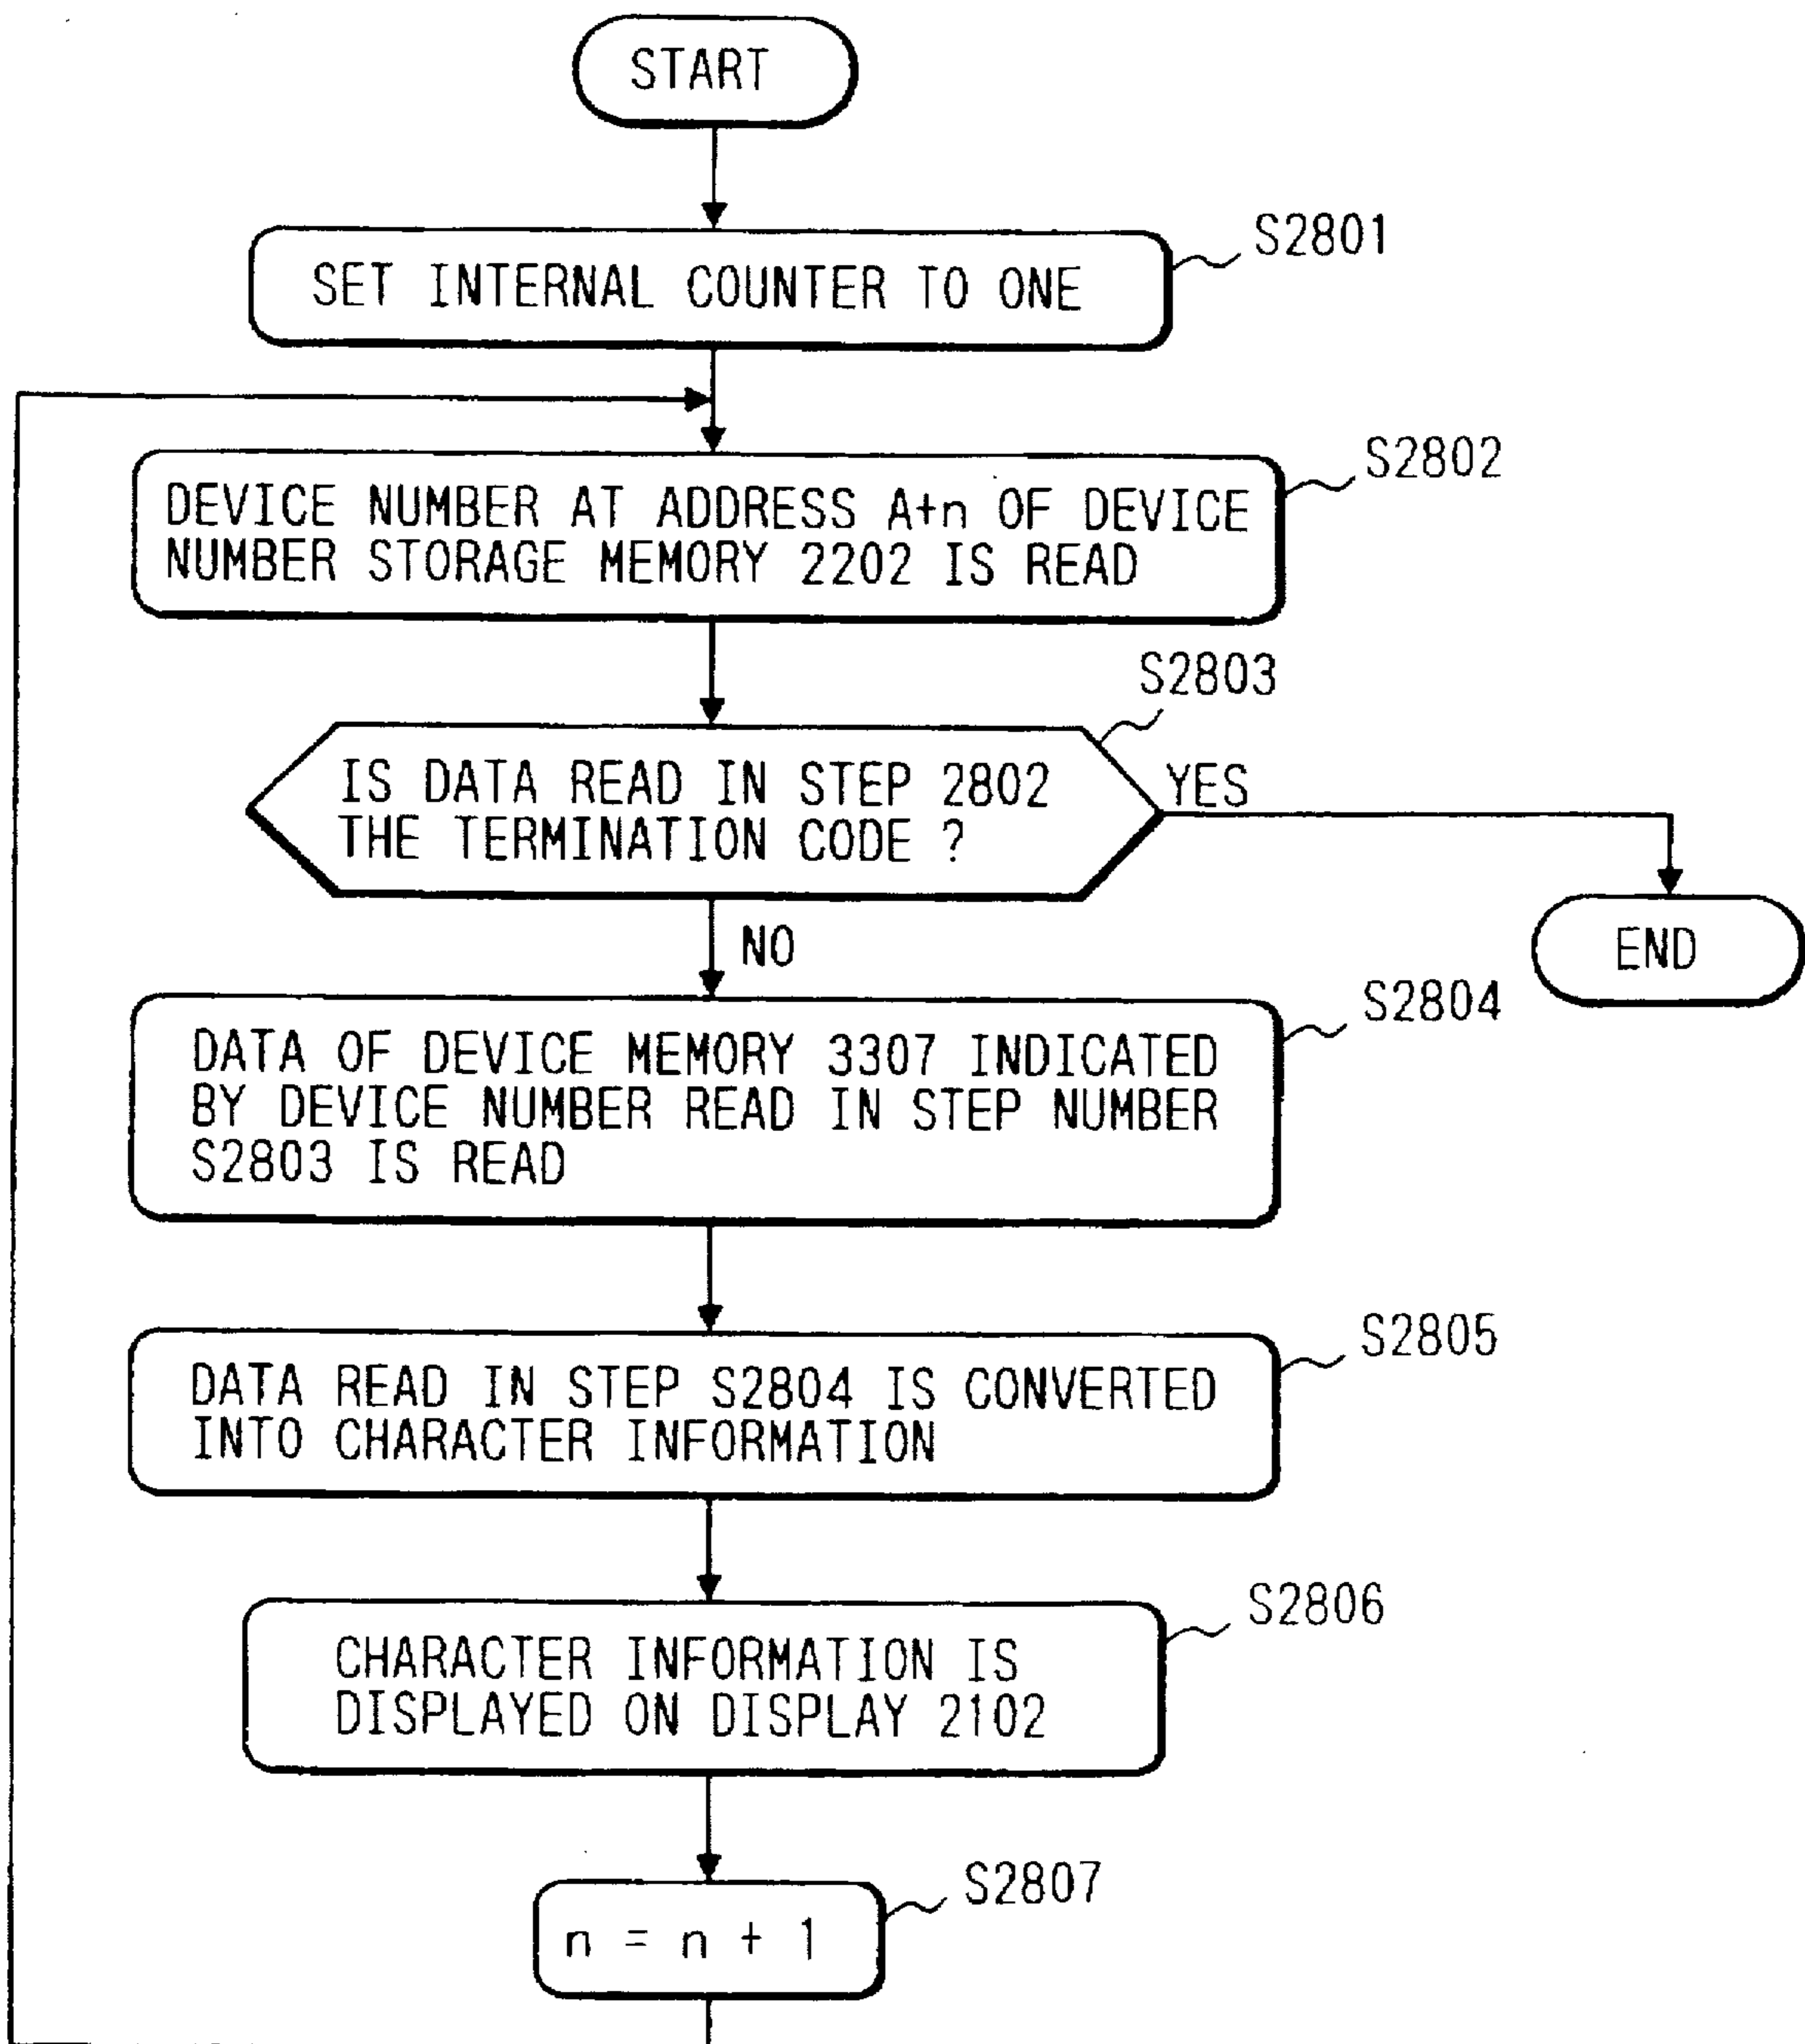 START
S2801
SET INTERNAL COUNTER TO ONE
S2802
DEVICE NUMBER AT ADDRESS A+n OF DEVICE
NUMBER STORAGE MEMORY 2202 IS READ
S2803
IS DATA READ IN STEP 2802
THE TERMINATION CODE ?
YES
NO
END
S2804
DATA OF DEVICE MEMORY 3307 INDICATED
BY DEVICE NUMBER READ IN STEP NUMBER
S2803 IS READ
S2805
DATA READ IN STEP S2804 IS CONVERTED
INTO CHARACTER INFORMATION
S2806
CHARACTER INFORMATION IS
DISPLAYED ON DISPLAY 2102
S2807
n = n + 1